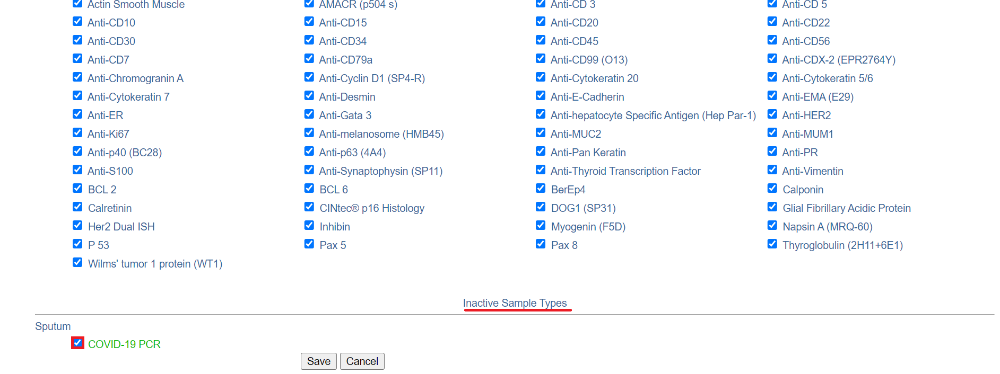 Actin Smooth Muscle AMACR (p504 s) Anti-CD 3 Anti-CD 5
Anti-CD10 Anti-CD15 Anti-CD20 Anti-CD22
Anti-CD30 Anti-CD34 Anti-CD45 Anti-CD56
Anti-CD7 Anti-CD79a Anti-CD99 (O13) Anti-CDX-2 (EPR2764Y)
Anti-Chromogranin A Anti-Cyclin D1 (SP4-R) Anti-Cytokeratin 20 Anti-Cytokeratin 5/6
Anti-Cytokeratin 7 Anti-Desmin Anti-E-Cadherin Anti-EMA (E29)
Anti-ER Anti-Gata 3 Anti-hepatocyte Specific Antigen (Hep Par-1) Anti-HER2
Anti-Ki67 Anti-melanosome (HMB45) Anti-MUC2 Anti-MUM1
Anti-p40 (BC28) Anti-p63 (4A4) Anti-Pan Keratin Anti-PR
Anti-S100 Anti-Synaptophysin (SP11) Anti-Thyroid Transcription Factor Anti-Vimentin
BCL 2 BCL 6 BerEp4 Calponin
Calretinin CINtec® p16 Histology DOG1 (SP31) Glial Fibrillary Acidic Protein
Her2 Dual ISH Inhibin Myogenin (F5D) Napsin A (MRQ-60)
P 53 Pax 5 Pax 8 Thyroglobulin (2H11+6E1)
Wilms' tumor 1 protein (WT1)
Inactive Sample Types
Sputum
COVID-19 PCR
Save Cancel